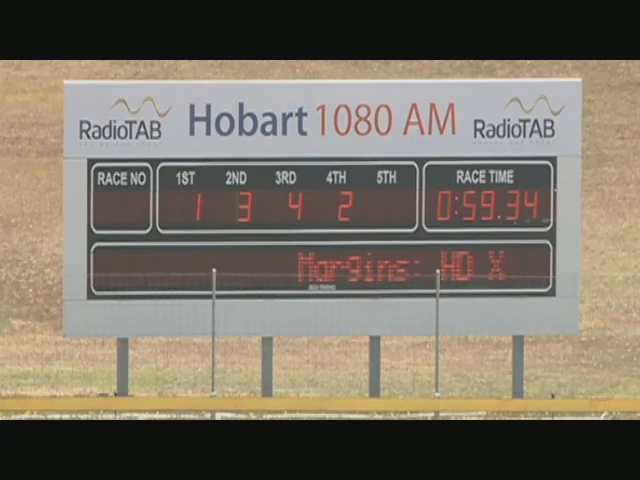 RadioTAB Hobart 1080 AM RadioTAB
RACE NO 1ST 2ND 3RD 4TH 5TH RACE TIME
1 3 4 2 0:59.34
Margins: HD X